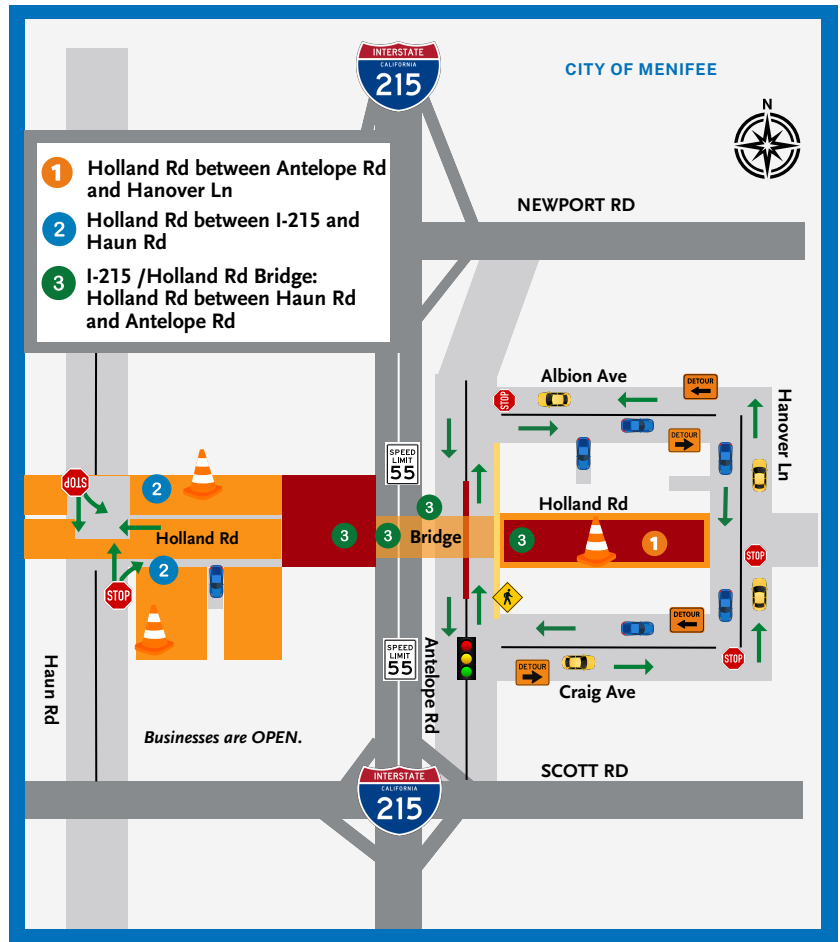 INTERSTATE
CALIFORNIA
215
CITY OF MENIFEE
N
1 Holland Rd between Antelope Rd
and Hanover Ln
2 Holland Rd between I-215 and
Haun Rd
3 I-215 /Holland Rd Bridge:
Holland Rd between Haun Rd
and Antelope Rd
NEWPORT RD
Albion Ave
DETOUR
STOP
Hanover Ln
DETOUR
SPEED
LIMIT
55
STOP
2
3
Holland Rd
Holland Rd
3
3
Bridge
3
1
STOP
2
STOP
DETOUR
SPEED
LIMIT
55
Antelope Rd
STOP
DETOUR
Haun Rd
Craig Ave
Businesses are OPEN.
SCOTT RD
INTERSTATE
CALIFORNIA
215